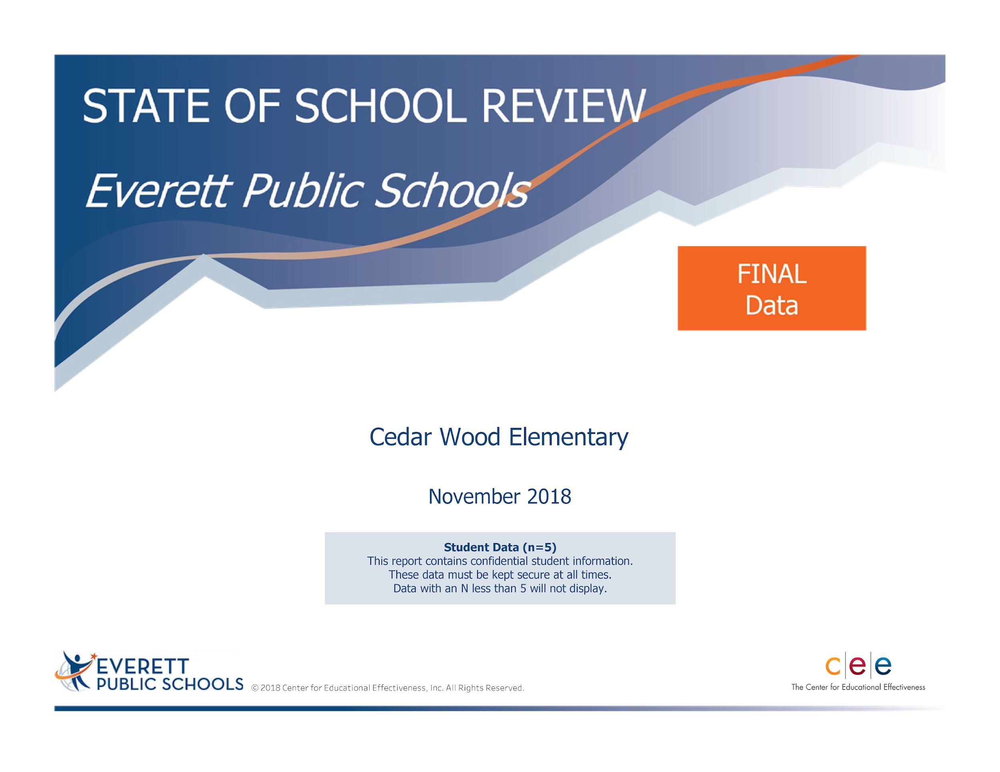 STATE OF SCHOOL REVIEW
Everett Public Schools
FINAL
Data
Cedar Wood Elementary
November 2018
Student Data (n=5)
This report contains confidential student information.
These data must be kept secure at all times.
Data with an N less than 5 will not display.
EVERETT
PUBLIC SCHOOLS
© 2018 Center for Educational Effectiveness, Inc. All Rights Reserved.
c|e|e
The Center for Educational Effectiveness